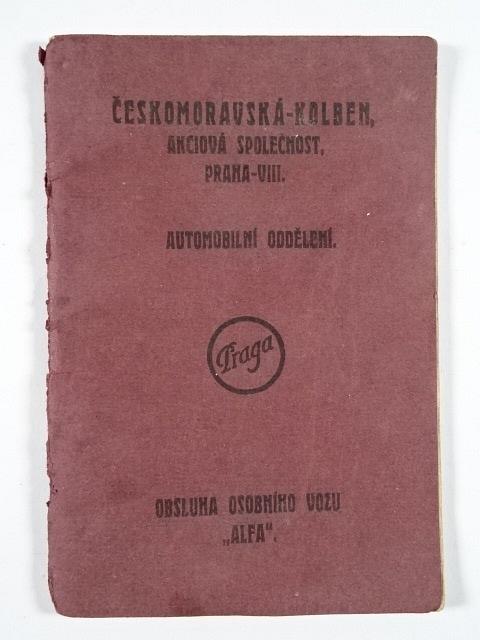 ČESKOMORAVSKÁ-KOLBEN,
AKCIOVÁ SPOLEČNOST,
PRAHA-VIII.
AUTOMOBILNÍ ODDĚLENÍ.
Praga
OBSLUHA OSOBNÍHO VOZU
„ALFA“.